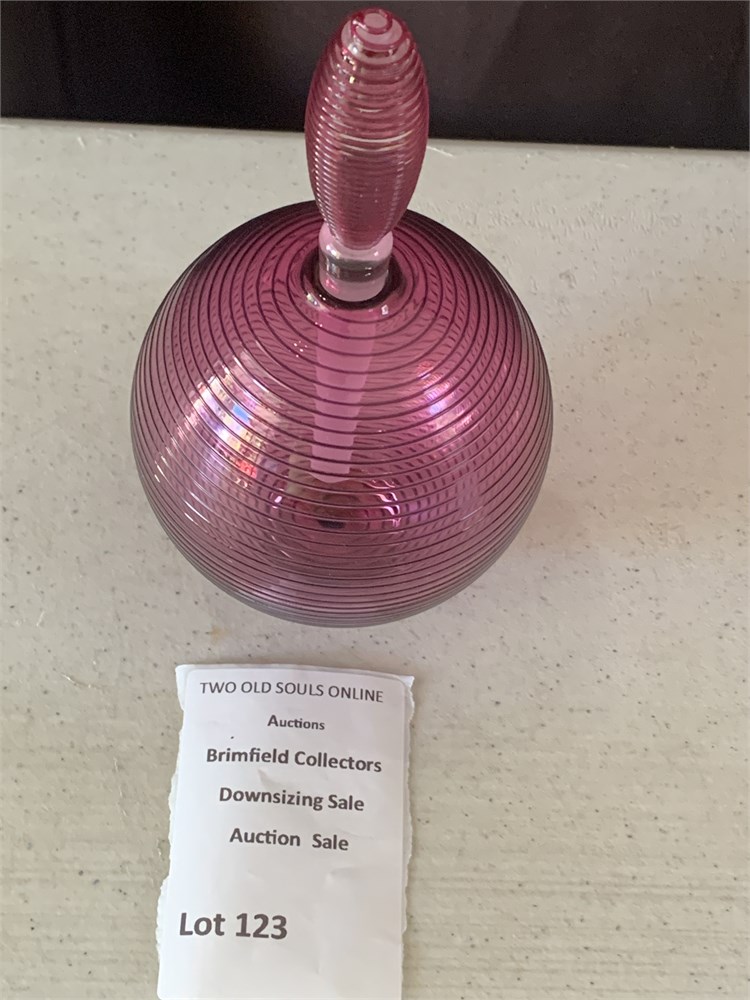 TWO OLD SOULS ONLINE
Auctions
Brimfield Collectors
Downsizing Sale
Auction Sale
Lot 123